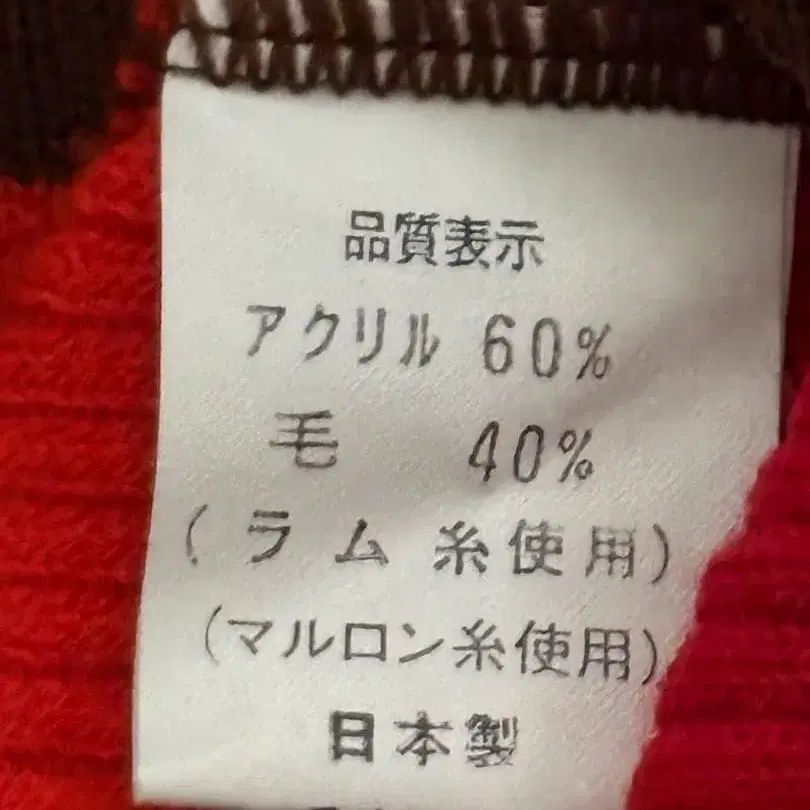 品質表示
アクリル 60%
毛 40%
(ラム糸使用)
(マルロン糸使用)
日本製